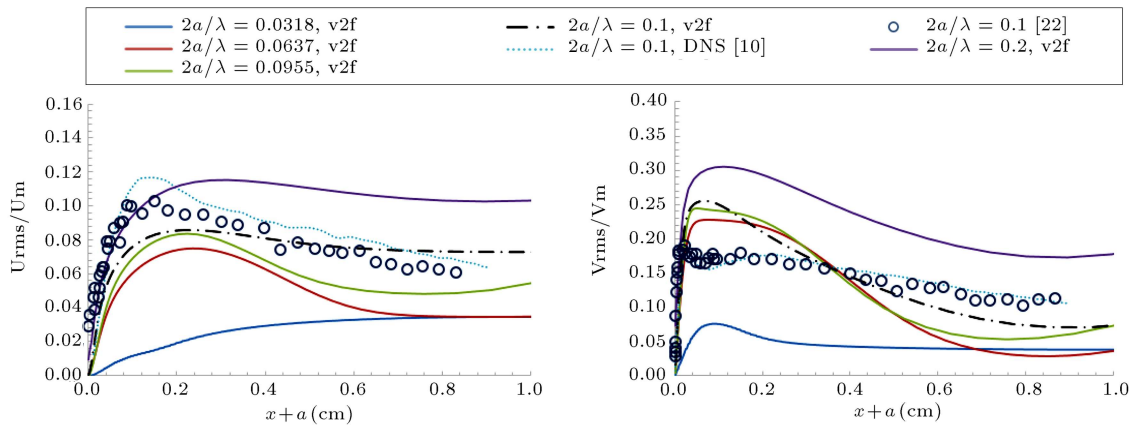 2a/λ = 0.0318, v2f
2a/λ = 0.0637, v2f
2a/λ = 0.0955, v2f
2a/λ = 0.1, v2f
2a/λ = 0.1, DNS [10]
2a/λ = 0.1 [22]
2a/λ = 0.2, v2f
Urms/Um
0.16
0.14
0.12
0.10
0.08
0.06
0.04
0.02
0.00
0.0 0.2 0.4 0.6 0.8 1.0
x+a (cm)
Vrms/Vm
0.40
0.35
0.30
0.25
0.20
0.15
0.10
0.05
0.00
0.0 0.2 0.4 0.6 0.8 1.0
x+a (cm)